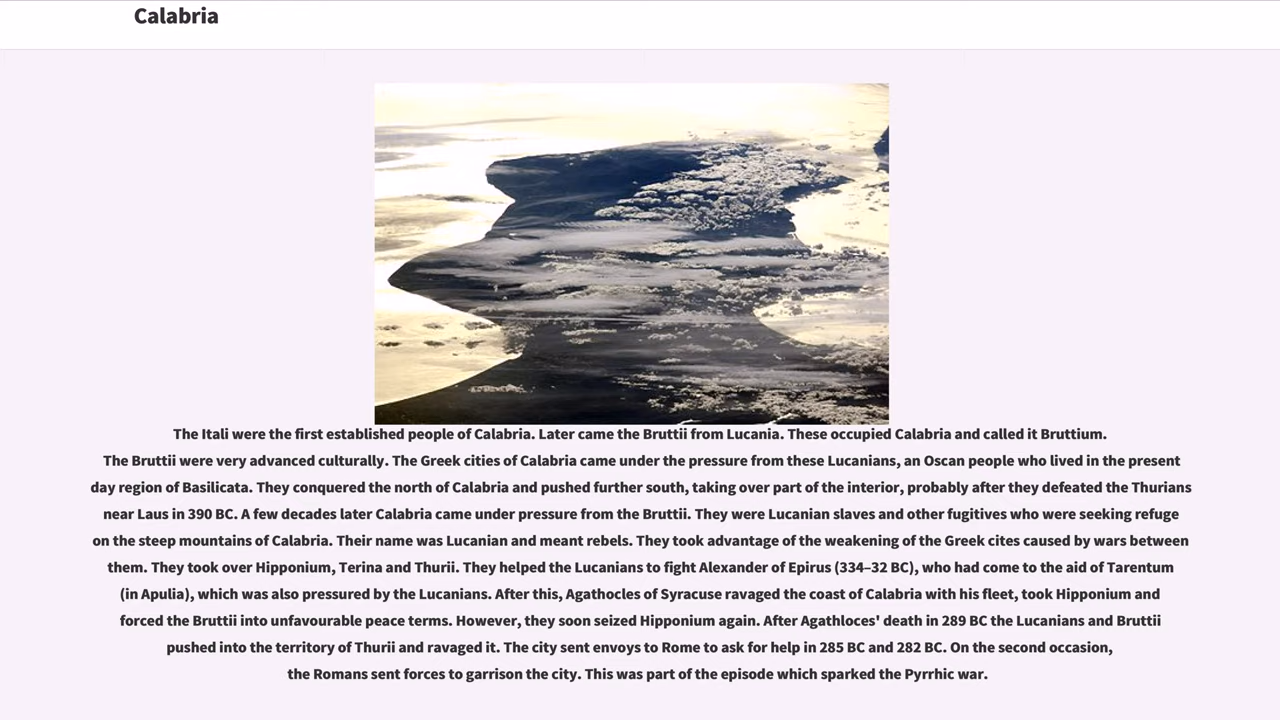 Calabria
The Itali were the first established people of Calabria. Later came the Bruttii from Lucania. These occupied Calabria and called it Bruttium.
The Bruttii were very advanced culturally. The Greek cities of Calabria came under the pressure from these Lucanians, an Oscan people who lived in the present
day region of Basilicata. They conquered the north of Calabria and pushed further south, taking over part of the interior, probably after they defeated the Thurians
near Laus in 390 BC. A few decades later Calabria came under pressure from the Bruttii. They were Lucanian slaves and other fugitives who were seeking refuge
on the steep mountains of Calabria. Their name was Lucanian and meant rebels. They took advantage of the weakening of the Greek cites caused by wars between
them. They took over Hipponium, Terina and Thurii. They helped the Lucanians to fight Alexander of Epirus (334–32 BC), who had come to the aid of Tarentum
(in Apulia), which was also pressured by the Lucanians. After this, Agathocles of Syracuse ravaged the coast of Calabria with his fleet, took Hipponium and
forced the Bruttii into unfavourable peace terms. However, they soon seized Hipponium again. After Agathloces' death in 289 BC the Lucanians and Bruttii
pushed into the territory of Thurii and ravaged it. The city sent envoys to Rome to ask for help in 285 BC and 282 BC. On the second occasion,
the Romans sent forces to garrison the city. This was part of the episode which sparked the Pyrrhic war.